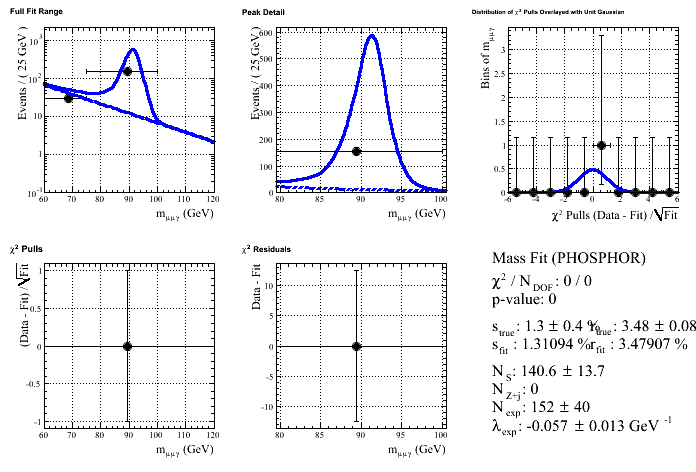 Full Fit Range
Events / ( 25 GeV )
10³
10²
10
1
10⁻¹
60 70 80 90 100 110 120
m_μμγ (GeV)
Peak Detail
Events / ( 25 GeV )
600
500
400
300
200
100
0
80 85 90 95 100
m_μμγ (GeV)
Distribution of χ² Pulls Overlayed with Unit Gaussian
Bins of m_μμγ
3
2.5
2
1.5
1
0.5
0
-6 -4 -2 0 2 4 6
χ² Pulls (Data - Fit) / √Fit
χ² Pulls
(Data - Fit) / √Fit
1
0.5
0
-0.5
-1
60 70 80 90 100 110 120
m_μμγ (GeV)
χ² Residuals
Data - Fit
10
5
0
-5
-10
80 85 90 95 100
m_μμγ (GeV)
Mass Fit (PHOSPHOR)
χ² / N_DOF : 0 / 0
p-value: 0
s_true : 1.3 ± 0.4 % r_true : 3.48 ± 0.08
s_fit : 1.31094 % r_fit : 3.47907 %
N_S : 140.6 ± 13.7
N_Z+j : 0
N_exp : 152 ± 40
λ_exp : -0.057 ± 0.013 GeV ⁻¹